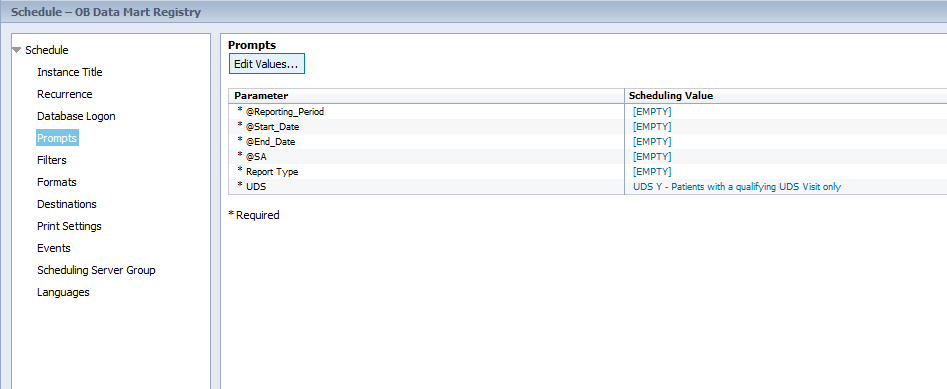 Schedule – OB Data Mart Registry
Schedule
Instance Title
Recurrence
Database Logon
Prompts
Filters
Formats
Destinations
Print Settings
Events
Scheduling Server Group
Languages
Prompts
Edit Values...
Parameter Scheduling Value
* @Reporting_Period [EMPTY]
* @Start_Date [EMPTY]
* @End_Date [EMPTY]
* @SA [EMPTY]
* Report Type [EMPTY]
* UDS UDS Y - Patients with a qualifying UDS Visit only
* Required